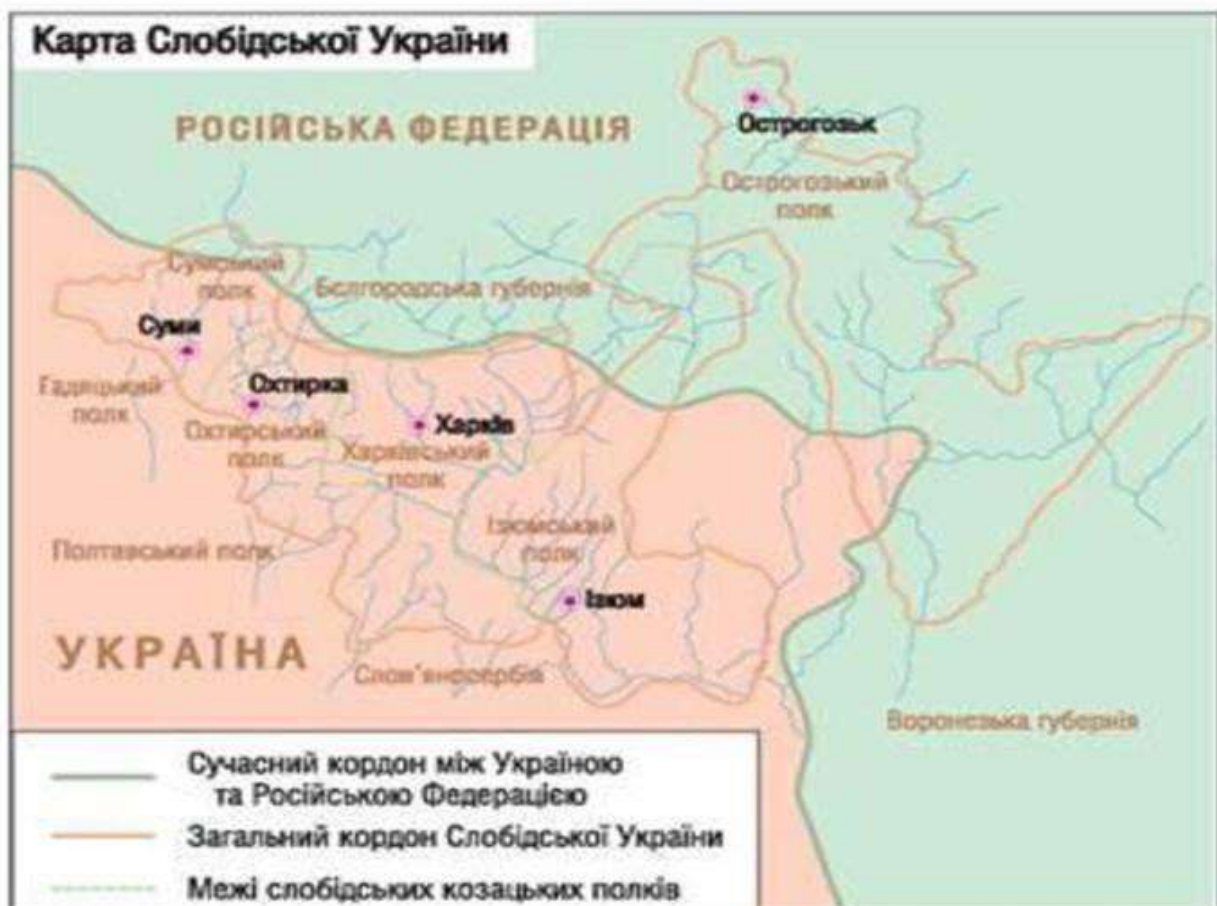 Карта Слобідської України
РОСІЙСЬКА ФЕДЕРАЦІЯ
Острогозьк
Острогозький
полк
Сумський
полк
Бєлгородська губернія
Суми
Гадяцький
полк
Охтирка
Охтирський
полк
Харків
Харківський
полк
Ізюмський
полк
Полтавський полк
Ізюм
УКРАЇНА
Слов'яносербія
Воронезька губернія
Сучасний кордон між Україною
та Російською Федерацією
Загальний кордон Слобідської України
Межі слобідських козацьких полків